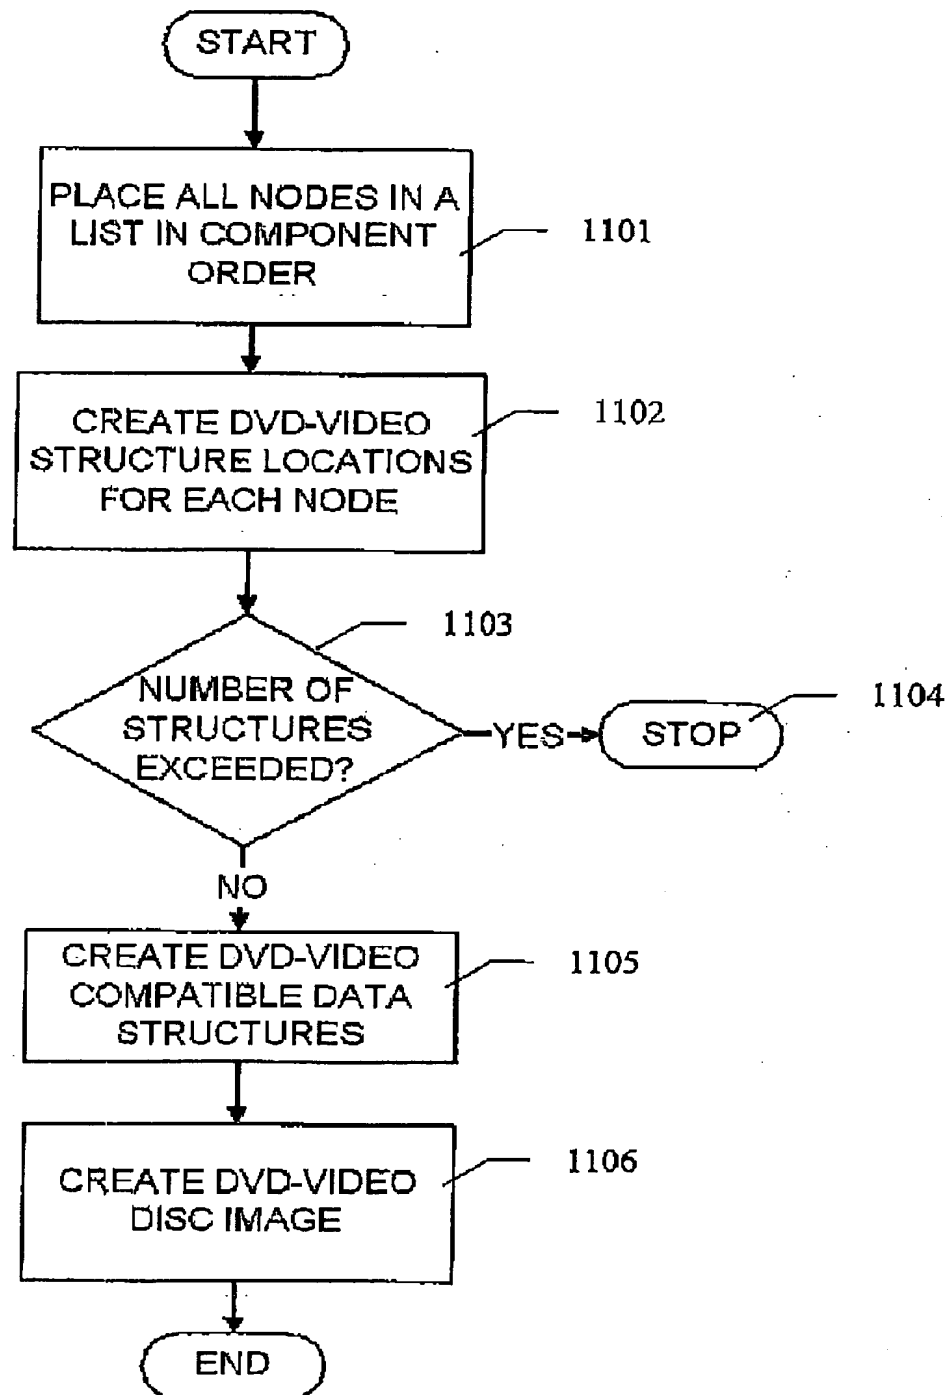 START
PLACE ALL NODES IN A
LIST IN COMPONENT
ORDER
1101
CREATE DVD-VIDEO
STRUCTURE LOCATIONS
FOR EACH NODE
1102
1103
NUMBER OF
STRUCTURES
EXCEEDED?
YES
STOP
1104
NO
CREATE DVD-VIDEO
COMPATIBLE DATA
STRUCTURES
1105
CREATE DVD-VIDEO
DISC IMAGE
1106
END